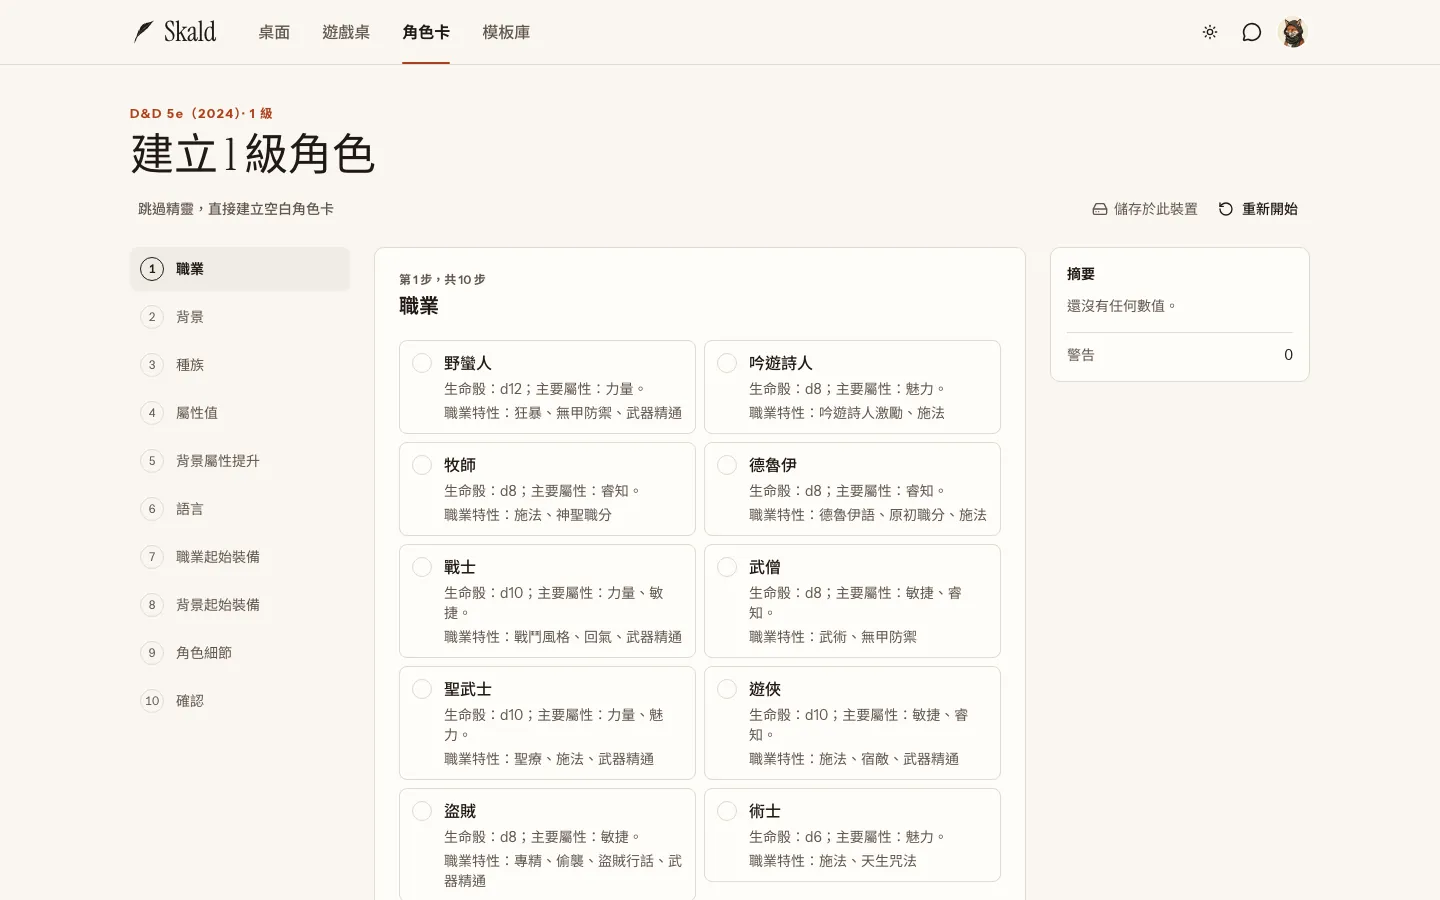 Skald
桌面
遊戲桌
角色卡
模板庫
D&D 5e（2024）· 1 級
建立1級角色
跳過精靈，直接建立空白角色卡
儲存於此裝置
重新開始
1 職業
2 背景
3 種族
4 屬性值
5 背景屬性提升
6 語言
7 職業起始裝備
8 背景起始裝備
9 角色細節
10 確認
第1步，共10步
職業
野蠻人
生命骰：d12；主要屬性：力量。
職業特性：狂暴、無甲防禦、武器精通
吟遊詩人
生命骰：d8；主要屬性：魅力。
職業特性：吟遊詩人激勵、施法
牧師
生命骰：d8；主要屬性：睿知。
職業特性：施法、神聖職分
德魯伊
生命骰：d8；主要屬性：睿知。
職業特性：德魯伊語、原初職分、施法
戰士
生命骰：d10；主要屬性：力量、敏
捷。
職業特性：戰鬥風格、回氣、武器精通
武僧
生命骰：d8；主要屬性：敏捷、睿
知。
職業特性：武術、無甲防禦
聖武士
生命骰：d10；主要屬性：力量、魅
力。
職業特性：聖療、施法、武器精通
遊俠
生命骰：d10；主要屬性：敏捷、睿
知。
職業特性：施法、宿敵、武器精通
盜賊
生命骰：d8；主要屬性：敏捷。
職業特性：專精、偷襲、盜賊行話、武
器精通
術士
生命骰：d6；主要屬性：魅力。
職業特性：施法、天生咒法
摘要
還沒有任何數值。
警告 0